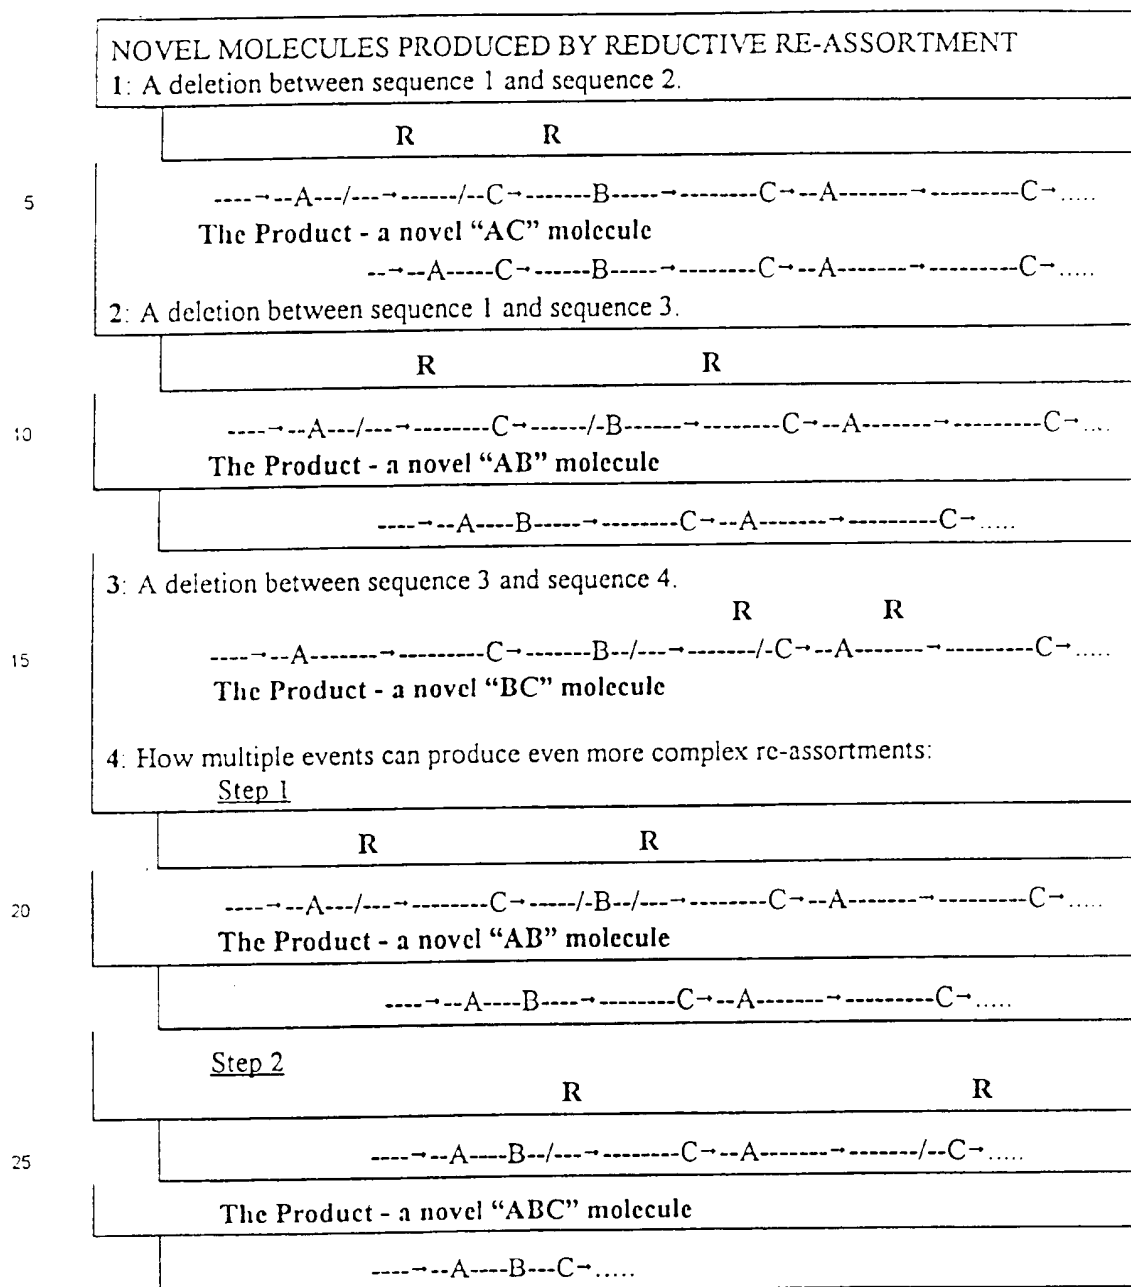 NOVEL MOLECULES PRODUCED BY REDUCTIVE RE-ASSORTMENT
1: A deletion between sequence 1 and sequence 2.
R R
5 ----→--A---/---→------/--C→-------B-----→---------C→--A--------→---------C→.....
The Product - a novel “AC” molecule
--→--A-----C→------B-----→---------C→--A--------→---------C→.....
2: A deletion between sequence 1 and sequence 3.
R R
10 ----→--A---/---→--------C→------/-B------→--------C→--A-------→---------C→....
The Product - a novel “AB” molecule
----→--A----B-----→--------C→--A-------→---------C→.....
3: A deletion between sequence 3 and sequence 4.
R R
15 ----→--A-------→---------C→-------B--/---→-------/-C→--A-------→---------C→.....
The Product - a novel “BC” molecule
4: How multiple events can produce even more complex re-assortments:
Step 1
R R
20 ----→--A---/---→--------C→-----/-B--/---→--------C→--A-------→---------C→.....
The Product - a novel “AB” molecule
----→--A----B----→--------C→--A-------→---------C→.....
Step 2
R R
25 ----→--A----B--/---→--------C→--A-------→-------/--C→.....
The Product - a novel “ABC” molecule
----→--A----B---C→.....